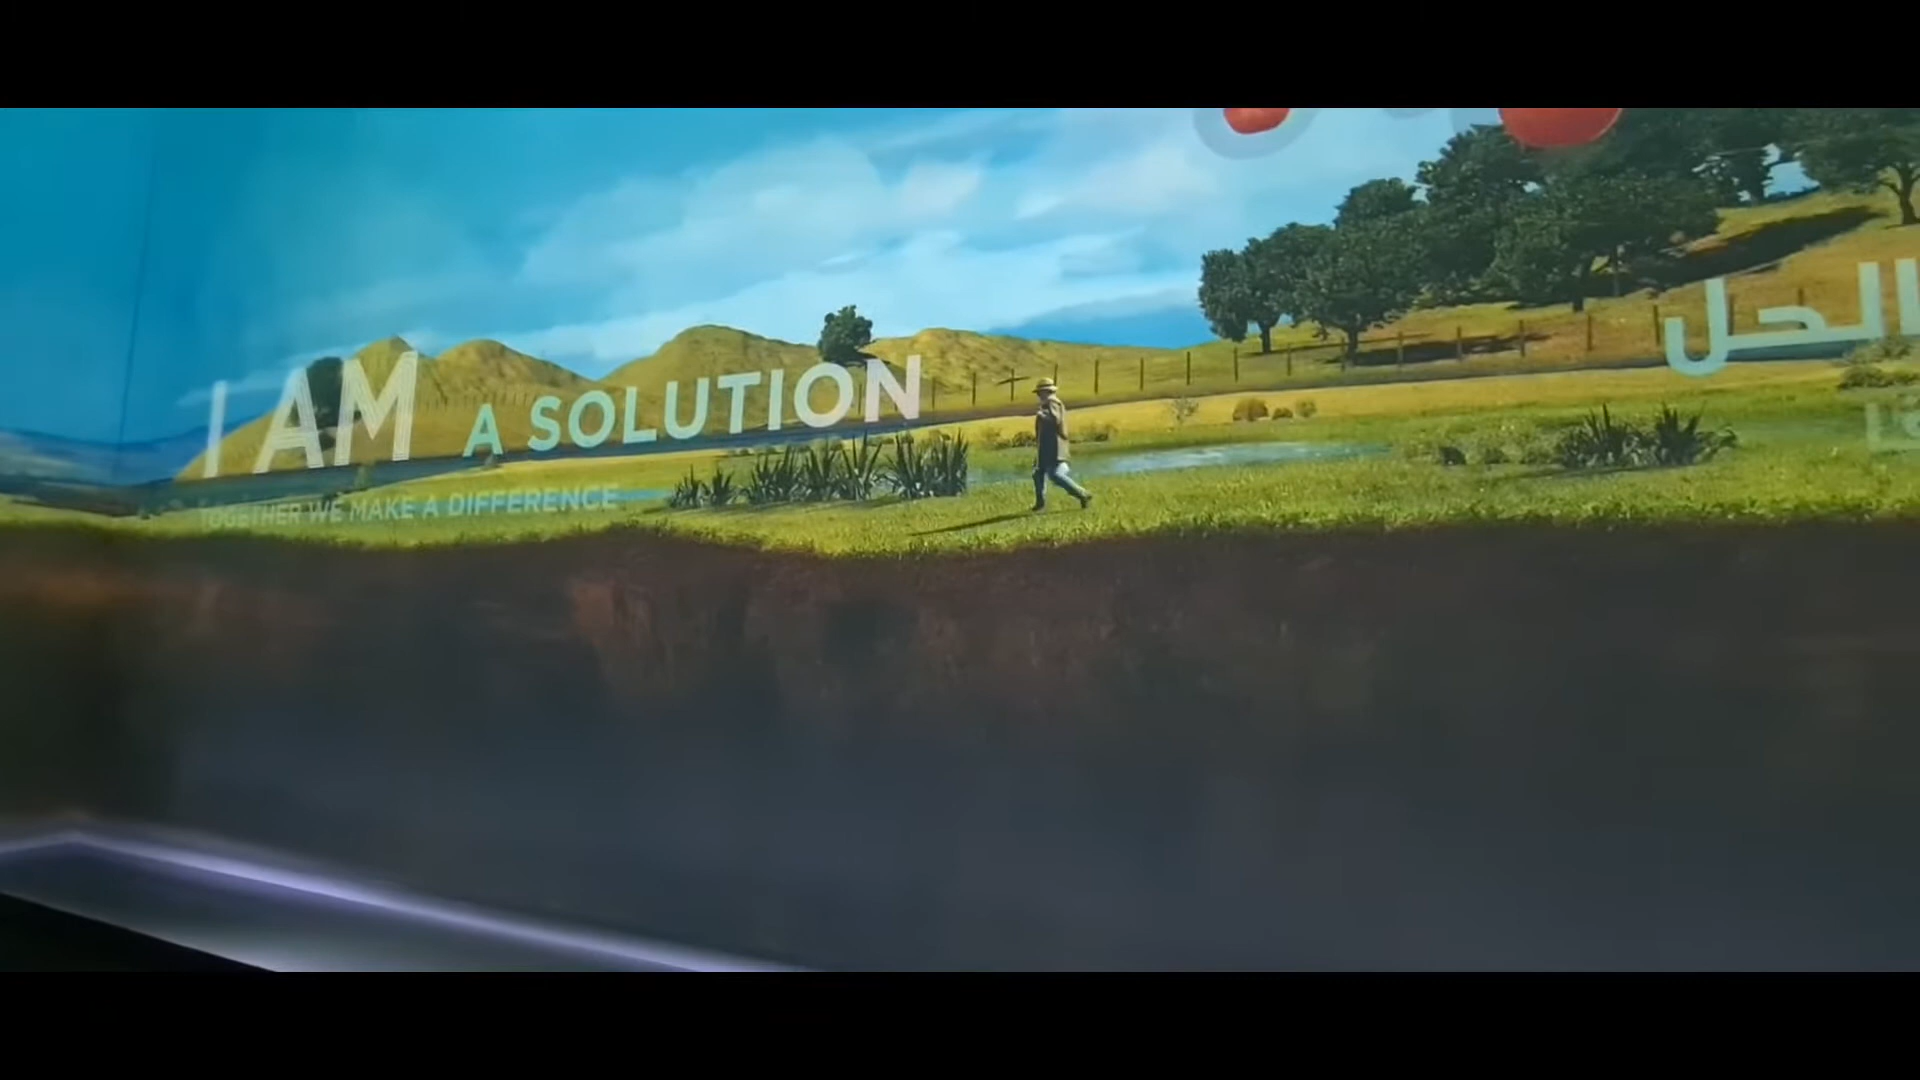 I AM A SOLUTION
TOGETHER WE MAKE A DIFFERENCE
الحل